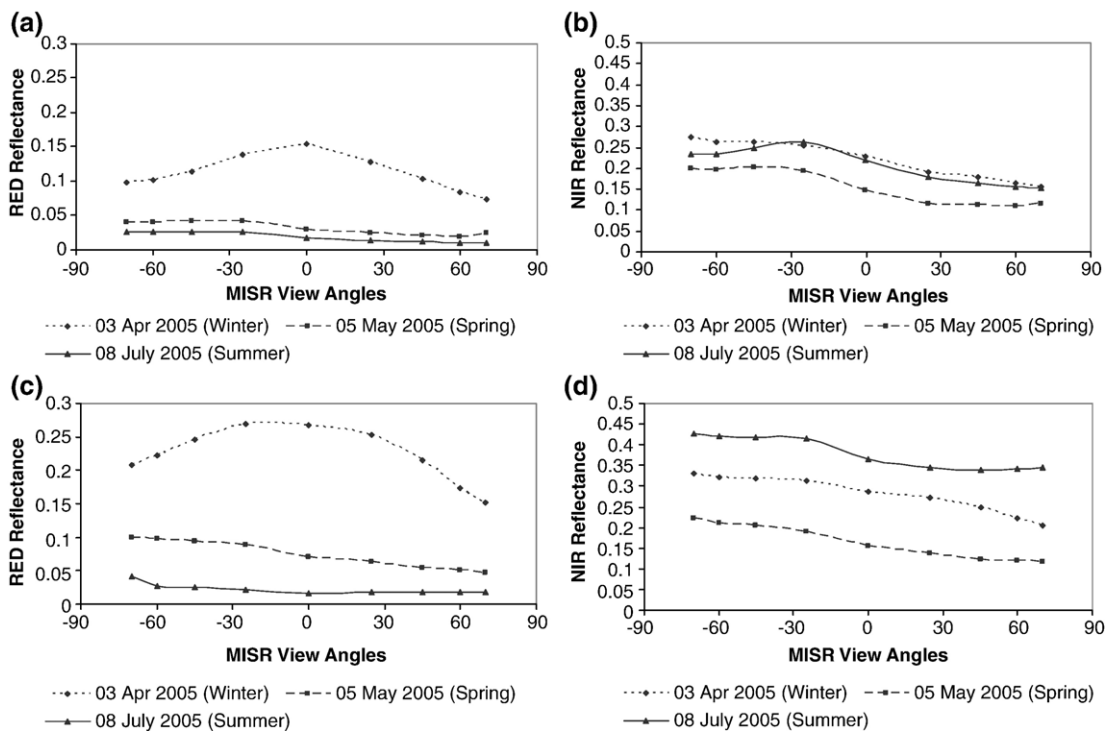 (a)
0.3
0.25
0.2
0.15
0.1
0.05
0
RED Reflectance
-90 -60 -30 0 30 60 90
MISR View Angles
03 Apr 2005 (Winter) 05 May 2005 (Spring)
08 July 2005 (Summer)
(b)
0.5
0.45
0.4
0.35
0.3
0.25
0.2
0.15
0.1
0.05
0
NIR Reflectance
-90 -60 -30 0 30 60 90
MISR View Angles
03 Apr 2005 (Winter) 05 May 2005 (Spring)
08 July 2005 (Summer)
(c)
0.3
0.25
0.2
0.15
0.1
0.05
0
RED Reflectance
-90 -60 -30 0 30 60 90
MISR View Angles
03 Apr 2005 (Winter) 05 May 2005 (Spring)
08 July 2005 (Summer)
(d)
0.5
0.45
0.4
0.35
0.3
0.25
0.2
0.15
0.1
0.05
0
NIR Reflectance
-90 -60 -30 0 30 60 90
MISR View Angles
03 Apr 2005 (Winter) 05 May 2005 (Spring)
08 July 2005 (Summer)